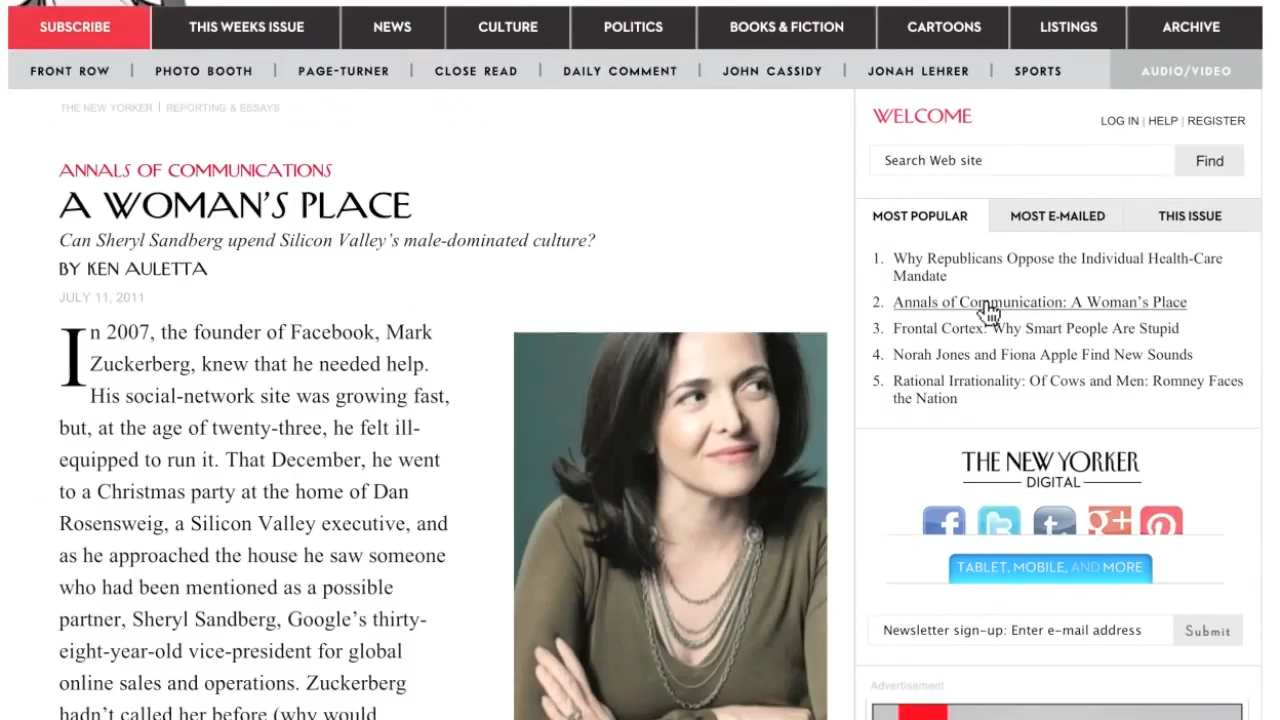 SUBSCRIBE
THIS WEEKS ISSUE
NEWS
CULTURE
POLITICS
BOOKS & FICTION
CARTOONS
LISTINGS
ARCHIVE
FRONT ROW | PHOTO BOOTH | PAGE-TURNER | CLOSE READ | DAILY COMMENT | JOHN CASSIDY | JONAH LEHRER | SPORTS
AUDIO/VIDEO
THE NEW YORKER | REPORTING & ESSAYS
ANNALS OF COMMUNICATIONS
A WOMAN'S PLACE
Can Sheryl Sandberg upend Silicon Valley's male-dominated culture?
BY KEN AULETTA
JULY 11, 2011
In 2007, the founder of Facebook, Mark
Zuckerberg, knew that he needed help.
His social-network site was growing fast,
but, at the age of twenty-three, he felt ill-
equipped to run it. That December, he went
to a Christmas party at the home of Dan
Rosensweig, a Silicon Valley executive, and
as he approached the house he saw someone
who had been mentioned as a possible
partner, Sheryl Sandberg, Google's thirty-
eight-year-old vice-president for global
online sales and operations. Zuckerberg
hadn't called her before (why would
WELCOME
LOG IN | HELP | REGISTER
Search Web site
Find
MOST POPULAR
MOST E-MAILED
THIS ISSUE
1. Why Republicans Oppose the Individual Health-Care
Mandate
2. Annals of Communication: A Woman's Place
3. Frontal Cortex: Why Smart People Are Stupid
4. Norah Jones and Fiona Apple Find New Sounds
5. Rational Irrationality: Of Cows and Men: Romney Faces
the Nation
THE NEW YORKER
DIGITAL
f t t. g+ p
TABLET, MOBILE, AND MORE
Newsletter sign-up: Enter e-mail address
Submit
Advertisement